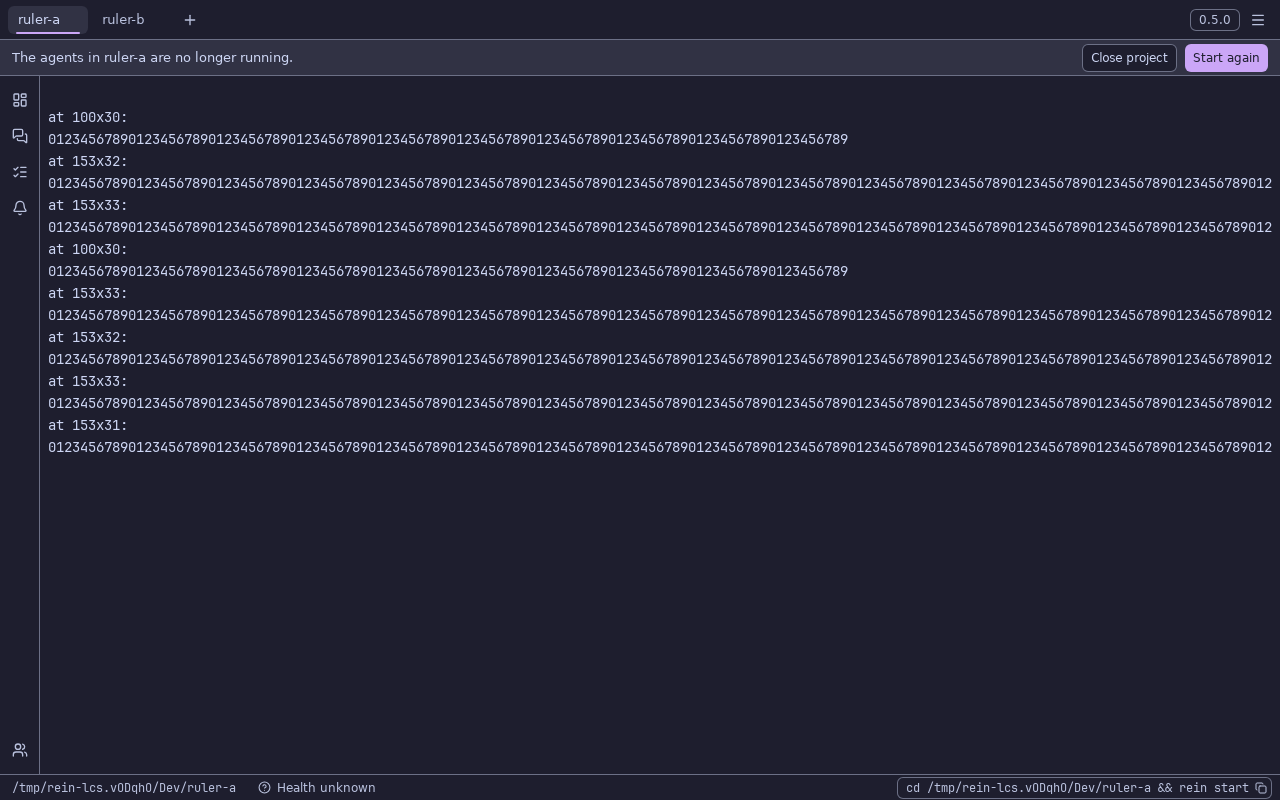 ruler-a ruler-b 0.5.0
The agents in ruler-a are no longer running. Close project Start again
at 100x30:
0123456789012345678901234567890123456789012345678901234567890123456789012345678901234567890123456789
at 153x32:
012345678901234567890123456789012345678901234567890123456789012345678901234567890123456789012345678901234567890123456789012345678901234567890123456789012
at 153x33:
012345678901234567890123456789012345678901234567890123456789012345678901234567890123456789012345678901234567890123456789012345678901234567890123456789012
at 100x30:
0123456789012345678901234567890123456789012345678901234567890123456789012345678901234567890123456789
at 153x33:
012345678901234567890123456789012345678901234567890123456789012345678901234567890123456789012345678901234567890123456789012345678901234567890123456789012
at 153x32:
012345678901234567890123456789012345678901234567890123456789012345678901234567890123456789012345678901234567890123456789012345678901234567890123456789012
at 153x33:
012345678901234567890123456789012345678901234567890123456789012345678901234567890123456789012345678901234567890123456789012345678901234567890123456789012
at 153x31:
012345678901234567890123456789012345678901234567890123456789012345678901234567890123456789012345678901234567890123456789012345678901234567890123456789012
/tmp/rein-lcs.vODqhO/Dev/ruler-a Health unknown cd /tmp/rein-lcs.vODqhO/Dev/ruler-a && rein start